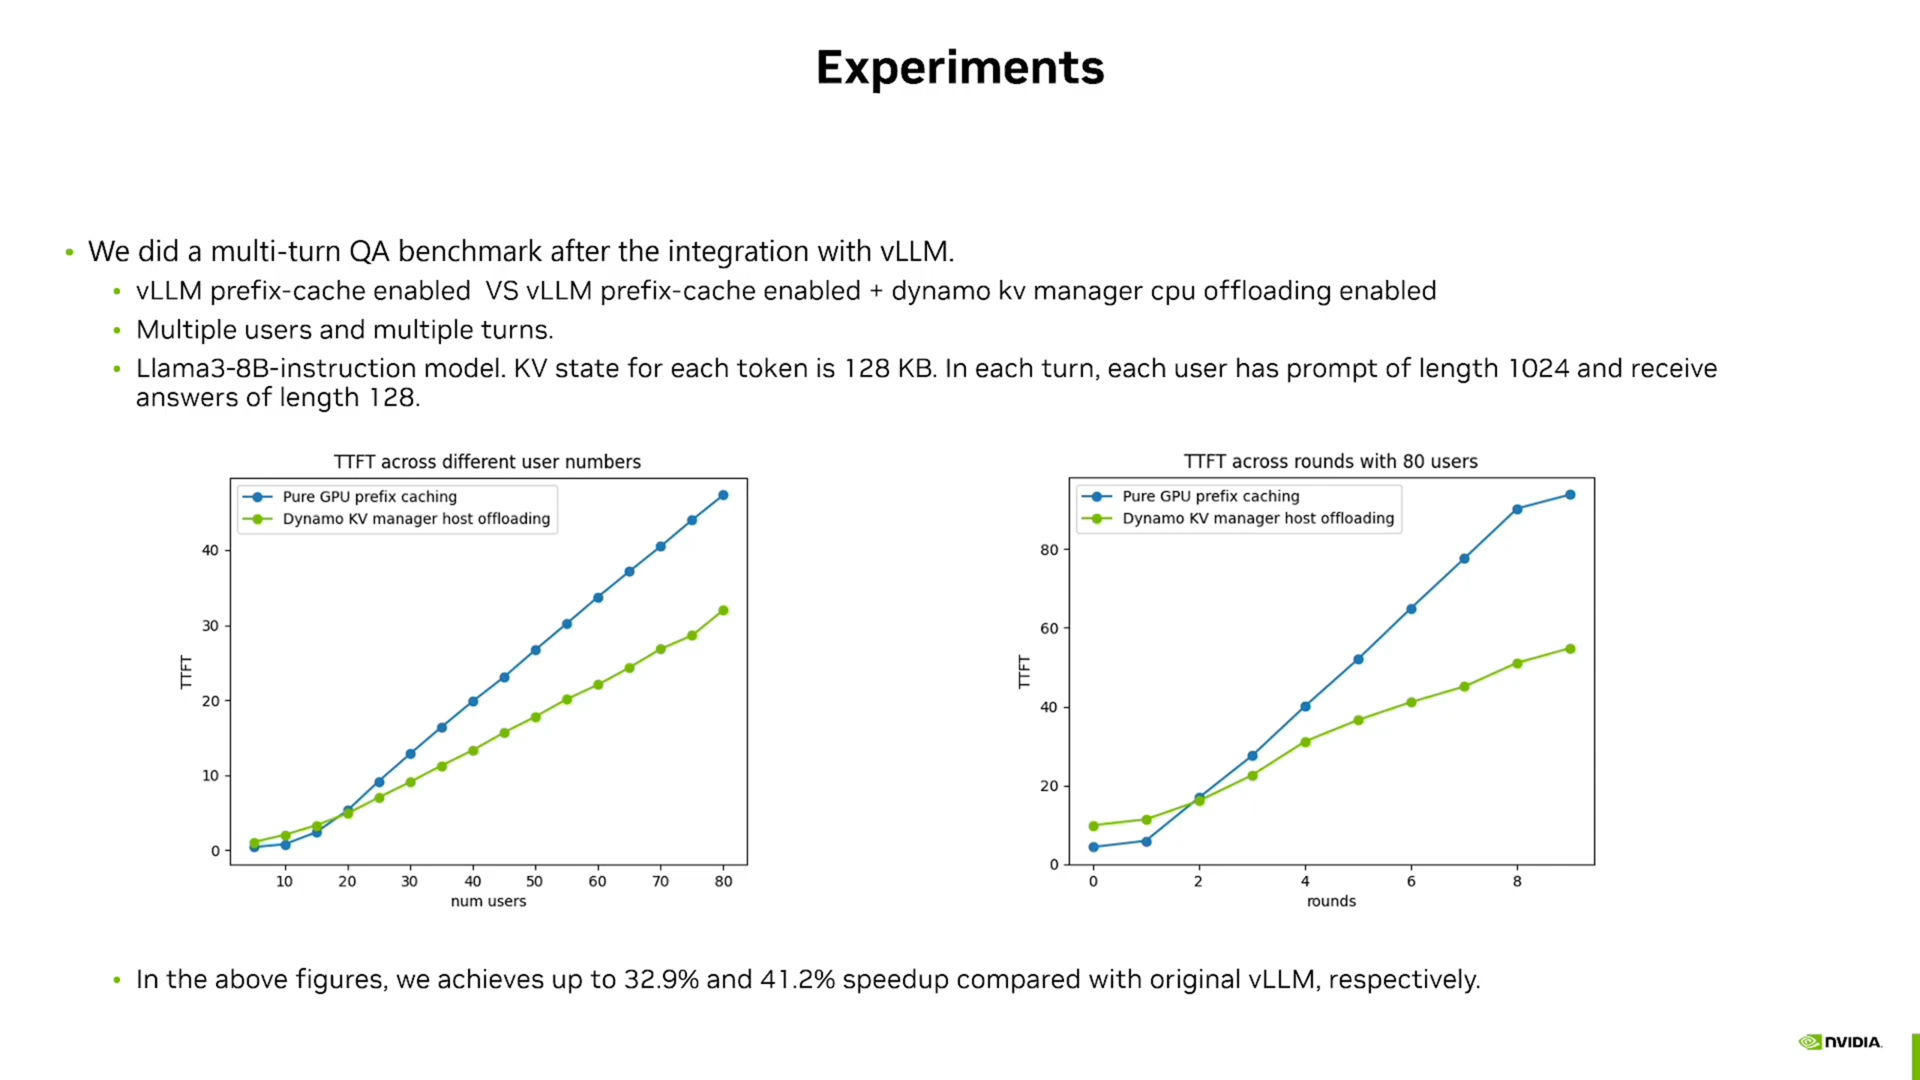 Experiments
• We did a multi-turn QA benchmark after the integration with vLLM.
• vLLM prefix-cache enabled  VS vLLM prefix-cache enabled + dynamo kv manager cpu offloading enabled
• Multiple users and multiple turns.
• Llama3-8B-instruction model. KV state for each token is 128 KB. In each turn, each user has prompt of length 1024 and receive
answers of length 128.
TTFT across different user numbers
Pure GPU prefix caching
Dynamo KV manager host offloading
40
30
20
10
0
TTFT
10 20 30 40 50 60 70 80
num users
TTFT across rounds with 80 users
Pure GPU prefix caching
Dynamo KV manager host offloading
80
60
40
20
0
TTFT
0 2 4 6 8
rounds
• In the above figures, we achieves up to 32.9% and 41.2% speedup compared with original vLLM, respectively.
NVIDIA.